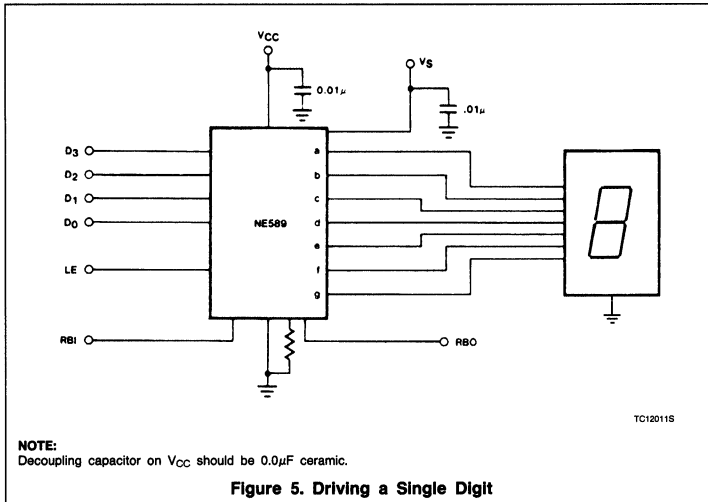 VCC
VS
0.01μ
.01μ
D3
D2
D1
D0
LE
RBI
NE589
a
b
c
d
e
f
g
RBO
TC12011S
NOTE:
Decoupling capacitor on VCC should be 0.0μF ceramic.
Figure 5. Driving a Single Digit